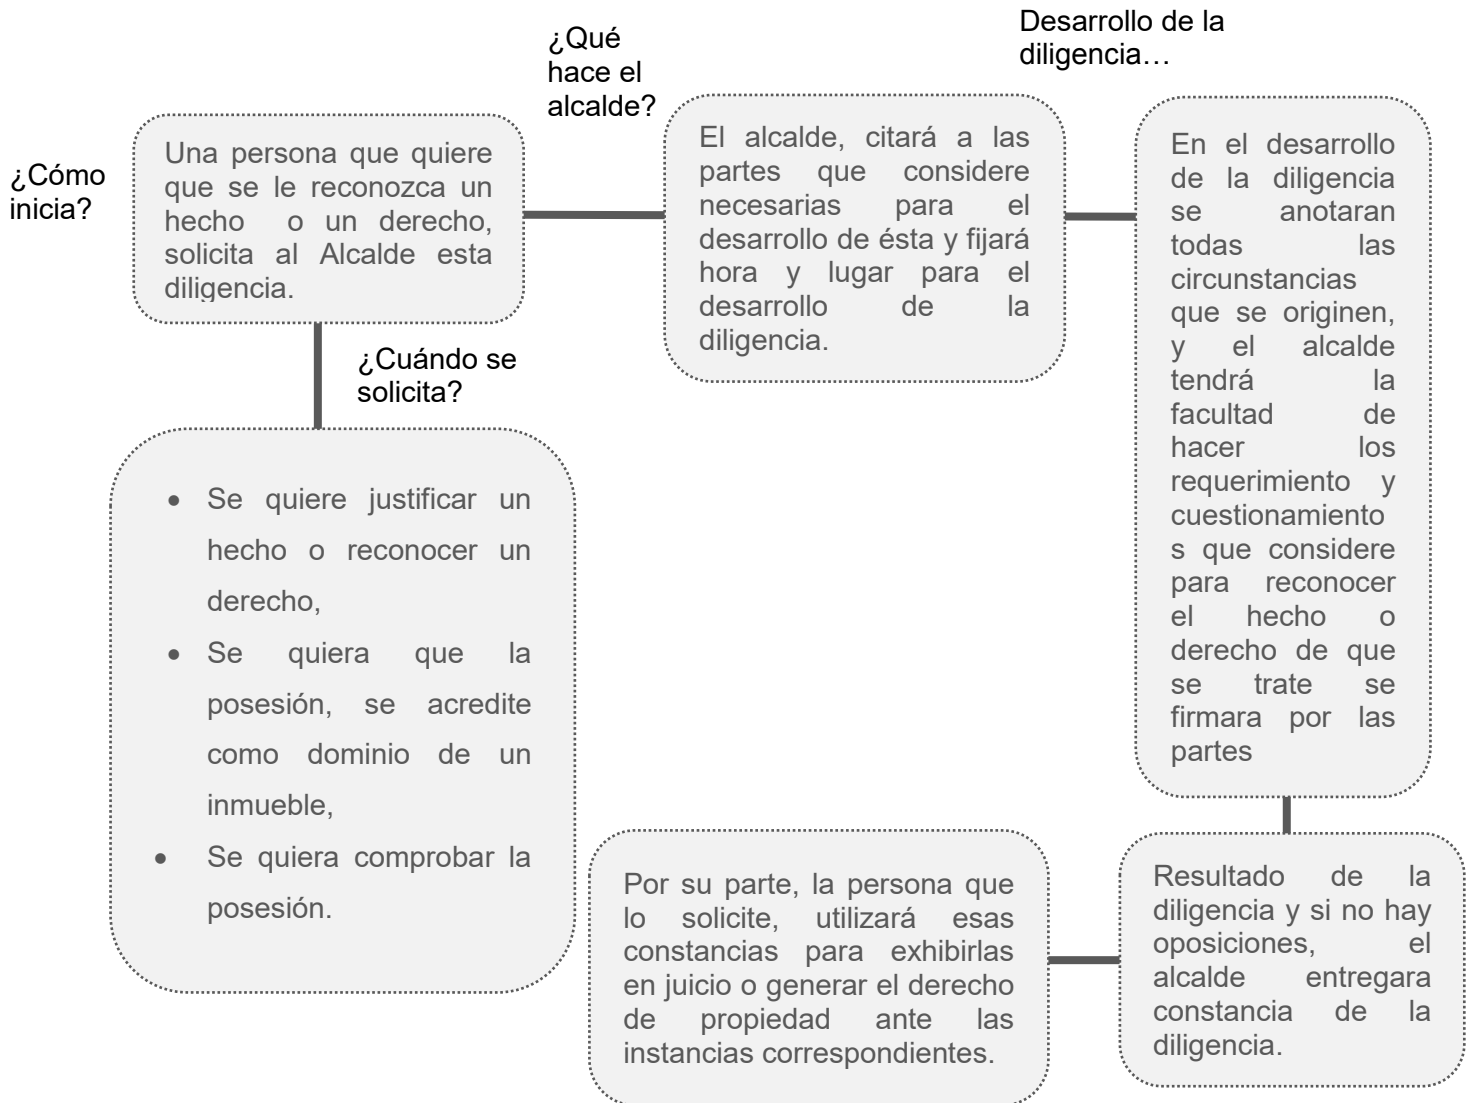 ¿Cómo
inicia?
Una persona que quiere
que se le reconozca un
hecho o un derecho,
solicita al Alcalde esta
diligencia.
¿Cuándo se
solicita?
• Se quiere justificar un
hecho o reconocer un
derecho,
• Se quiera que la
posesión, se acredite
como dominio de un
inmueble,
• Se quiera comprobar la
posesión.
¿Qué
hace el
alcalde?
El alcalde, citará a las
partes que considere
necesarias para el
desarrollo de ésta y fijará
hora y lugar para el
desarrollo de la
diligencia.
Desarrollo de la
diligencia…
En el desarrollo
de la diligencia
se anotaran
todas las
circunstancias
que se originen,
y el alcalde
tendrá la
facultad de
hacer los
requerimiento y
cuestionamiento
s que considere
para reconocer
el hecho o
derecho de que
se trate se
firmara por las
partes
Resultado de la
diligencia y si no hay
oposiciones, el
alcalde entregara
constancia de la
diligencia.
Por su parte, la persona que
lo solicite, utilizará esas
constancias para exhibirlas
en juicio o generar el derecho
de propiedad ante las
instancias correspondientes.